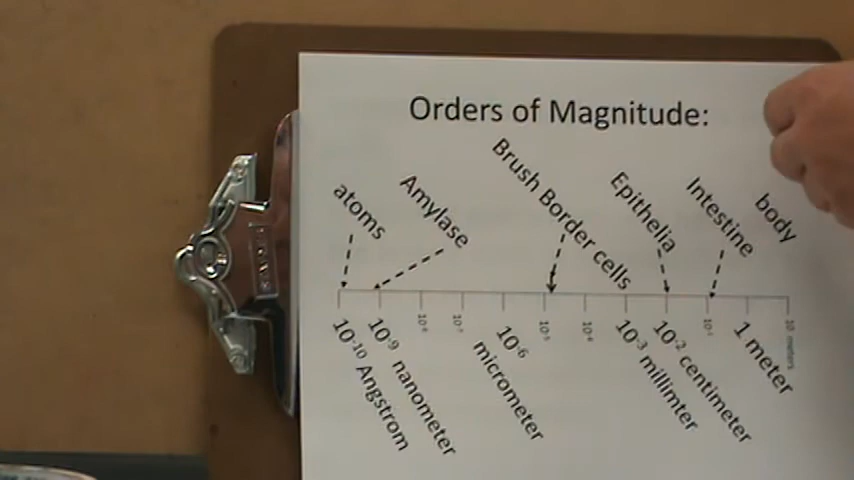 Orders of Magnitude:
atoms
Amylase
Brush Border cells
Epithelia
Intestine
body
10-10 Angstrom
10-9 nanometer
10-8
10-7
10-6 micrometer
10-5
10-4
10-3 millimter
10-2 centimeter
10-1
1 meter
10 meters